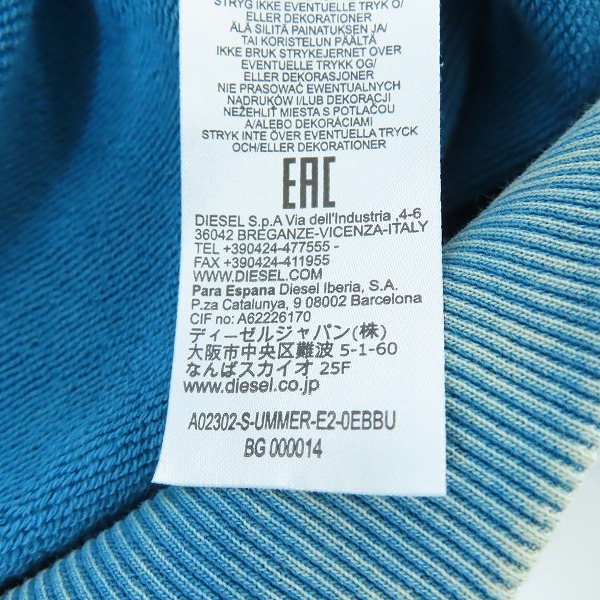 STRYG IKKE EVENTUELLE TRYK O/
ELLER DEKORATIONER
ÄLÄ SILITÄ PAINATUKSEN JA/
TAI KORISTELUN PÄÄLTÄ
IKKE BRUK STRYKEJERNET OVER
EVENTUELLE TRYKK OG/
ELLER DEKORASJONER
NIE PRASOWAĆ EWENTUALNYCH
NADRUKÓW I/LUB DEKORACJI
NEŽEHLIT MIESTA S POTLAČOU
A/ALEBO DEKORÁCIAMI
STRYK INTE ÖVER EVENTUELLA TRYCK
OCH/ELLER DEKORATIONER
EAC
DIESEL S.p.A Via dell'Industria ,4-6
36042 BREGANZE-VICENZA-ITALY
TEL +390424-477555 -
FAX +390424-411955
WWW.DIESEL.COM
Para Espana Diesel Iberia, S.A.
P.za Catalunya, 9 08002 Barcelona
CIF no: A62226170
ディーゼルジャパン(株)
大阪市中央区難波 5-1-60
なんばスカイオ 25F
www.diesel.co.jp
A02302-S-UMMER-E2-0EBBU
BG 000014